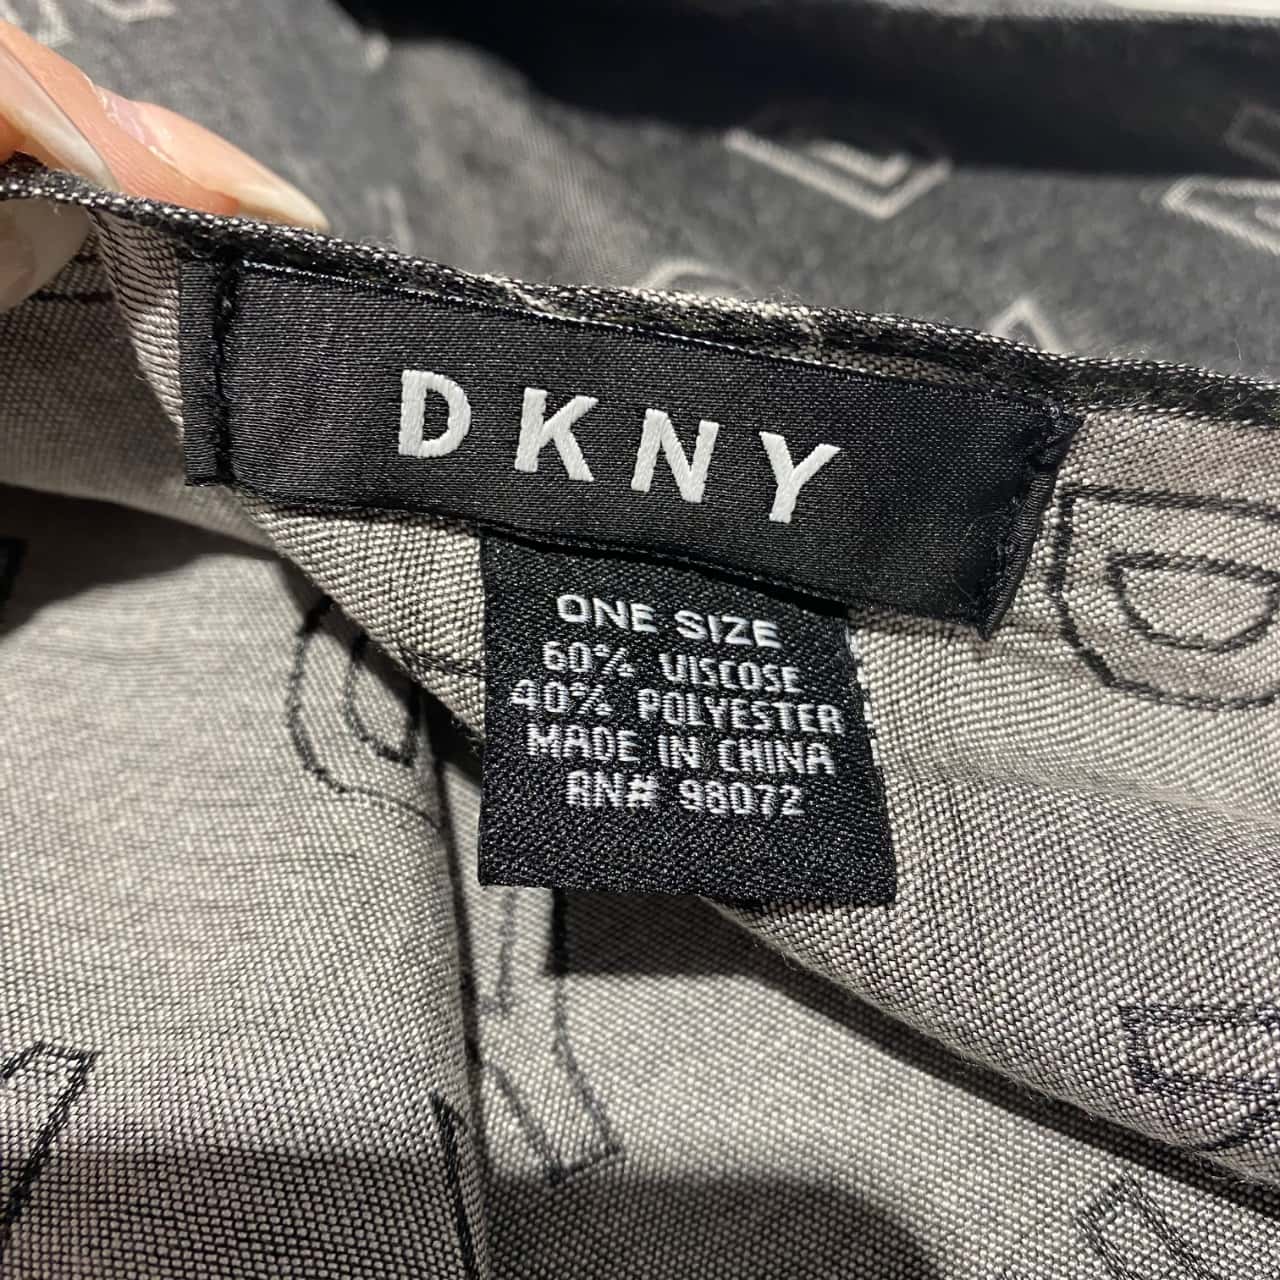 DKNY
ONE SIZE
60% VISCOSE
40% POLYESTER
MADE IN CHINA
RN# 98072